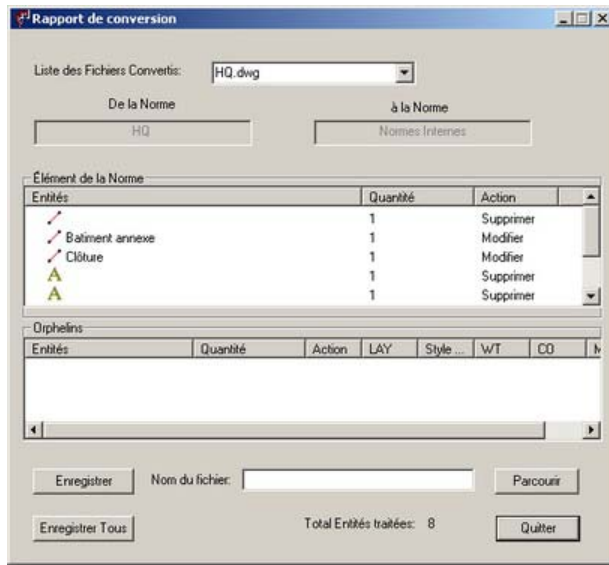 Rapport de conversion
Liste des Fichiers Convertis: HQ.dwg
De la Norme à la Norme
HQ Normes Internes
Élément de la Norme
Entités Quantité Action
1 Supprimer
Batiment annexe 1 Modifier
Clôture 1 Modifier
A 1 Supprimer
A 1 Supprimer
Orphelins
Entités Quantité Action LAY Style ... WT CO M
Enregistrer Nom du fichier: Parcourir
Enregistrer Tous Total Entités traitées: 8 Quitter